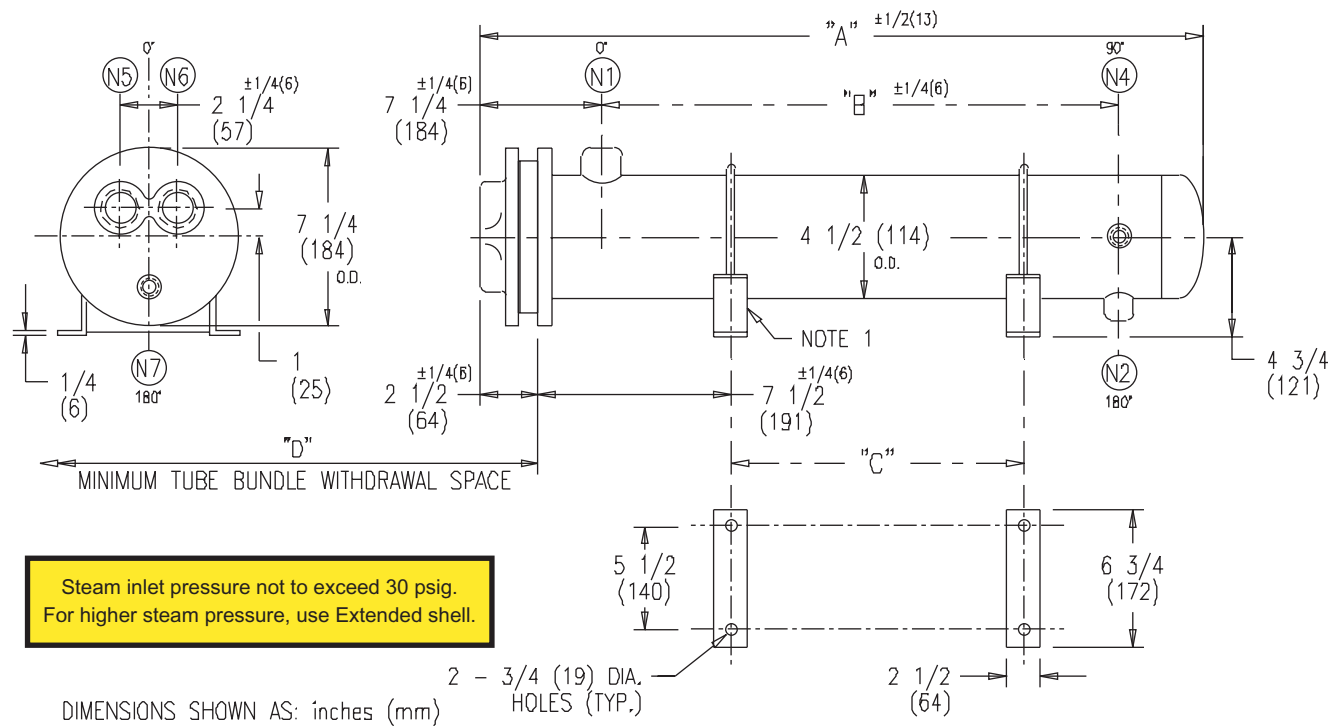 "A" ±1/2(13)
0°
N5 N6
±1/4(6)
2 1/4
(57)
7 1/4
(184)
O.D.
1/4
(6)
N7
180°
1
(25)
±1/4(6)
7 1/4
(184)
0°
N1
"B" ±1/4(6)
90°
N4
4 1/2 (114)
O.D.
NOTE 1
N2
180°
4 3/4
(121)
±1/4(6)
2 1/2
(64)
±1/4(6)
7 1/2
(191)
"D"
MINIMUM TUBE BUNDLE WITHDRAWAL SPACE
"C"
Steam inlet pressure not to exceed 30 psig.
For higher steam pressure, use Extended shell.
5 1/2
(140)
6 3/4
(172)
2 - 3/4 (19) DIA.
HOLES (TYP.)
2 1/2
(64)
DIMENSIONS SHOWN AS: inches (mm)